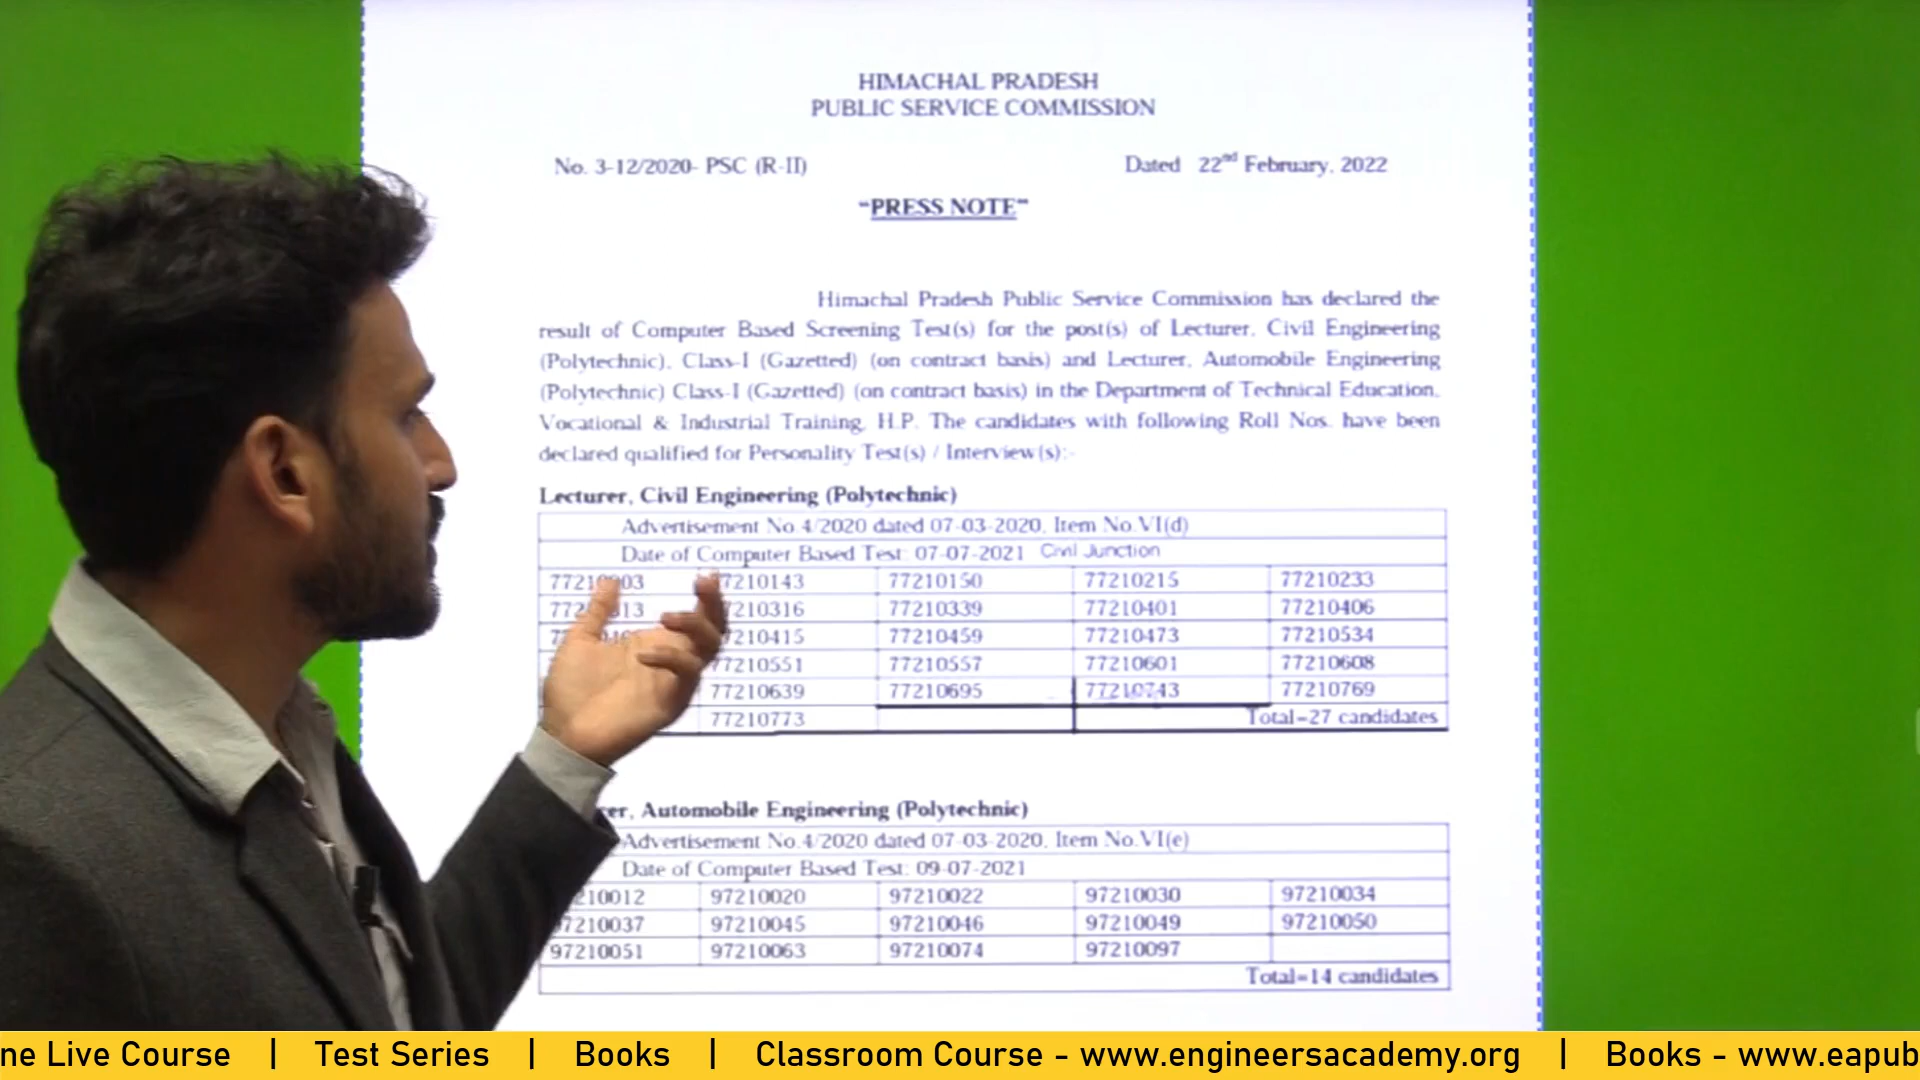 HIMACHAL PRADESH
PUBLIC SERVICE COMMISSION
No. 3-12/2020- PSC (R-II) Dated 22nd February, 2022
"PRESS NOTE"
Himachal Pradesh Public Service Commission has declared the
result of Computer Based Screening Test(s) for the post(s) of Lecturer, Civil Engineering
(Polytechnic), Class-I (Gazetted) (on contract basis) and Lecturer, Automobile Engineering
(Polytechnic) Class-I (Gazetted) (on contract basis) in the Department of Technical Education,
Vocational & Industrial Training, H.P. The candidates with following Roll Nos. have been
declared qualified for Personality Test(s) / Interview(s):-
Lecturer, Civil Engineering (Polytechnic)
Advertisement No.4/2020 dated 07-03-2020, Item No.VI(d)
Date of Computer Based Test: 07-07-2021 Civil Junction
77210143 77210150 77210215 77210233
77210316 77210339 77210401 77210406
77210415 77210459 77210473 77210534
77210551 77210557 77210601 77210608
77210639 77210695 77210743 77210769
77210773 Total=27 candidates
er, Automobile Engineering (Polytechnic)
Advertisement No.4/2020 dated 07-03-2020, Item No.VI(e)
Date of Computer Based Test: 09-07-2021
210012 97210020 97210022 97210030 97210034
97210037 97210045 97210046 97210049 97210050
97210051 97210063 97210074 97210097
Total=14 candidates
ne Live Course | Test Series | Books | Classroom Course - www.engineersacademy.org | Books - www.eapub